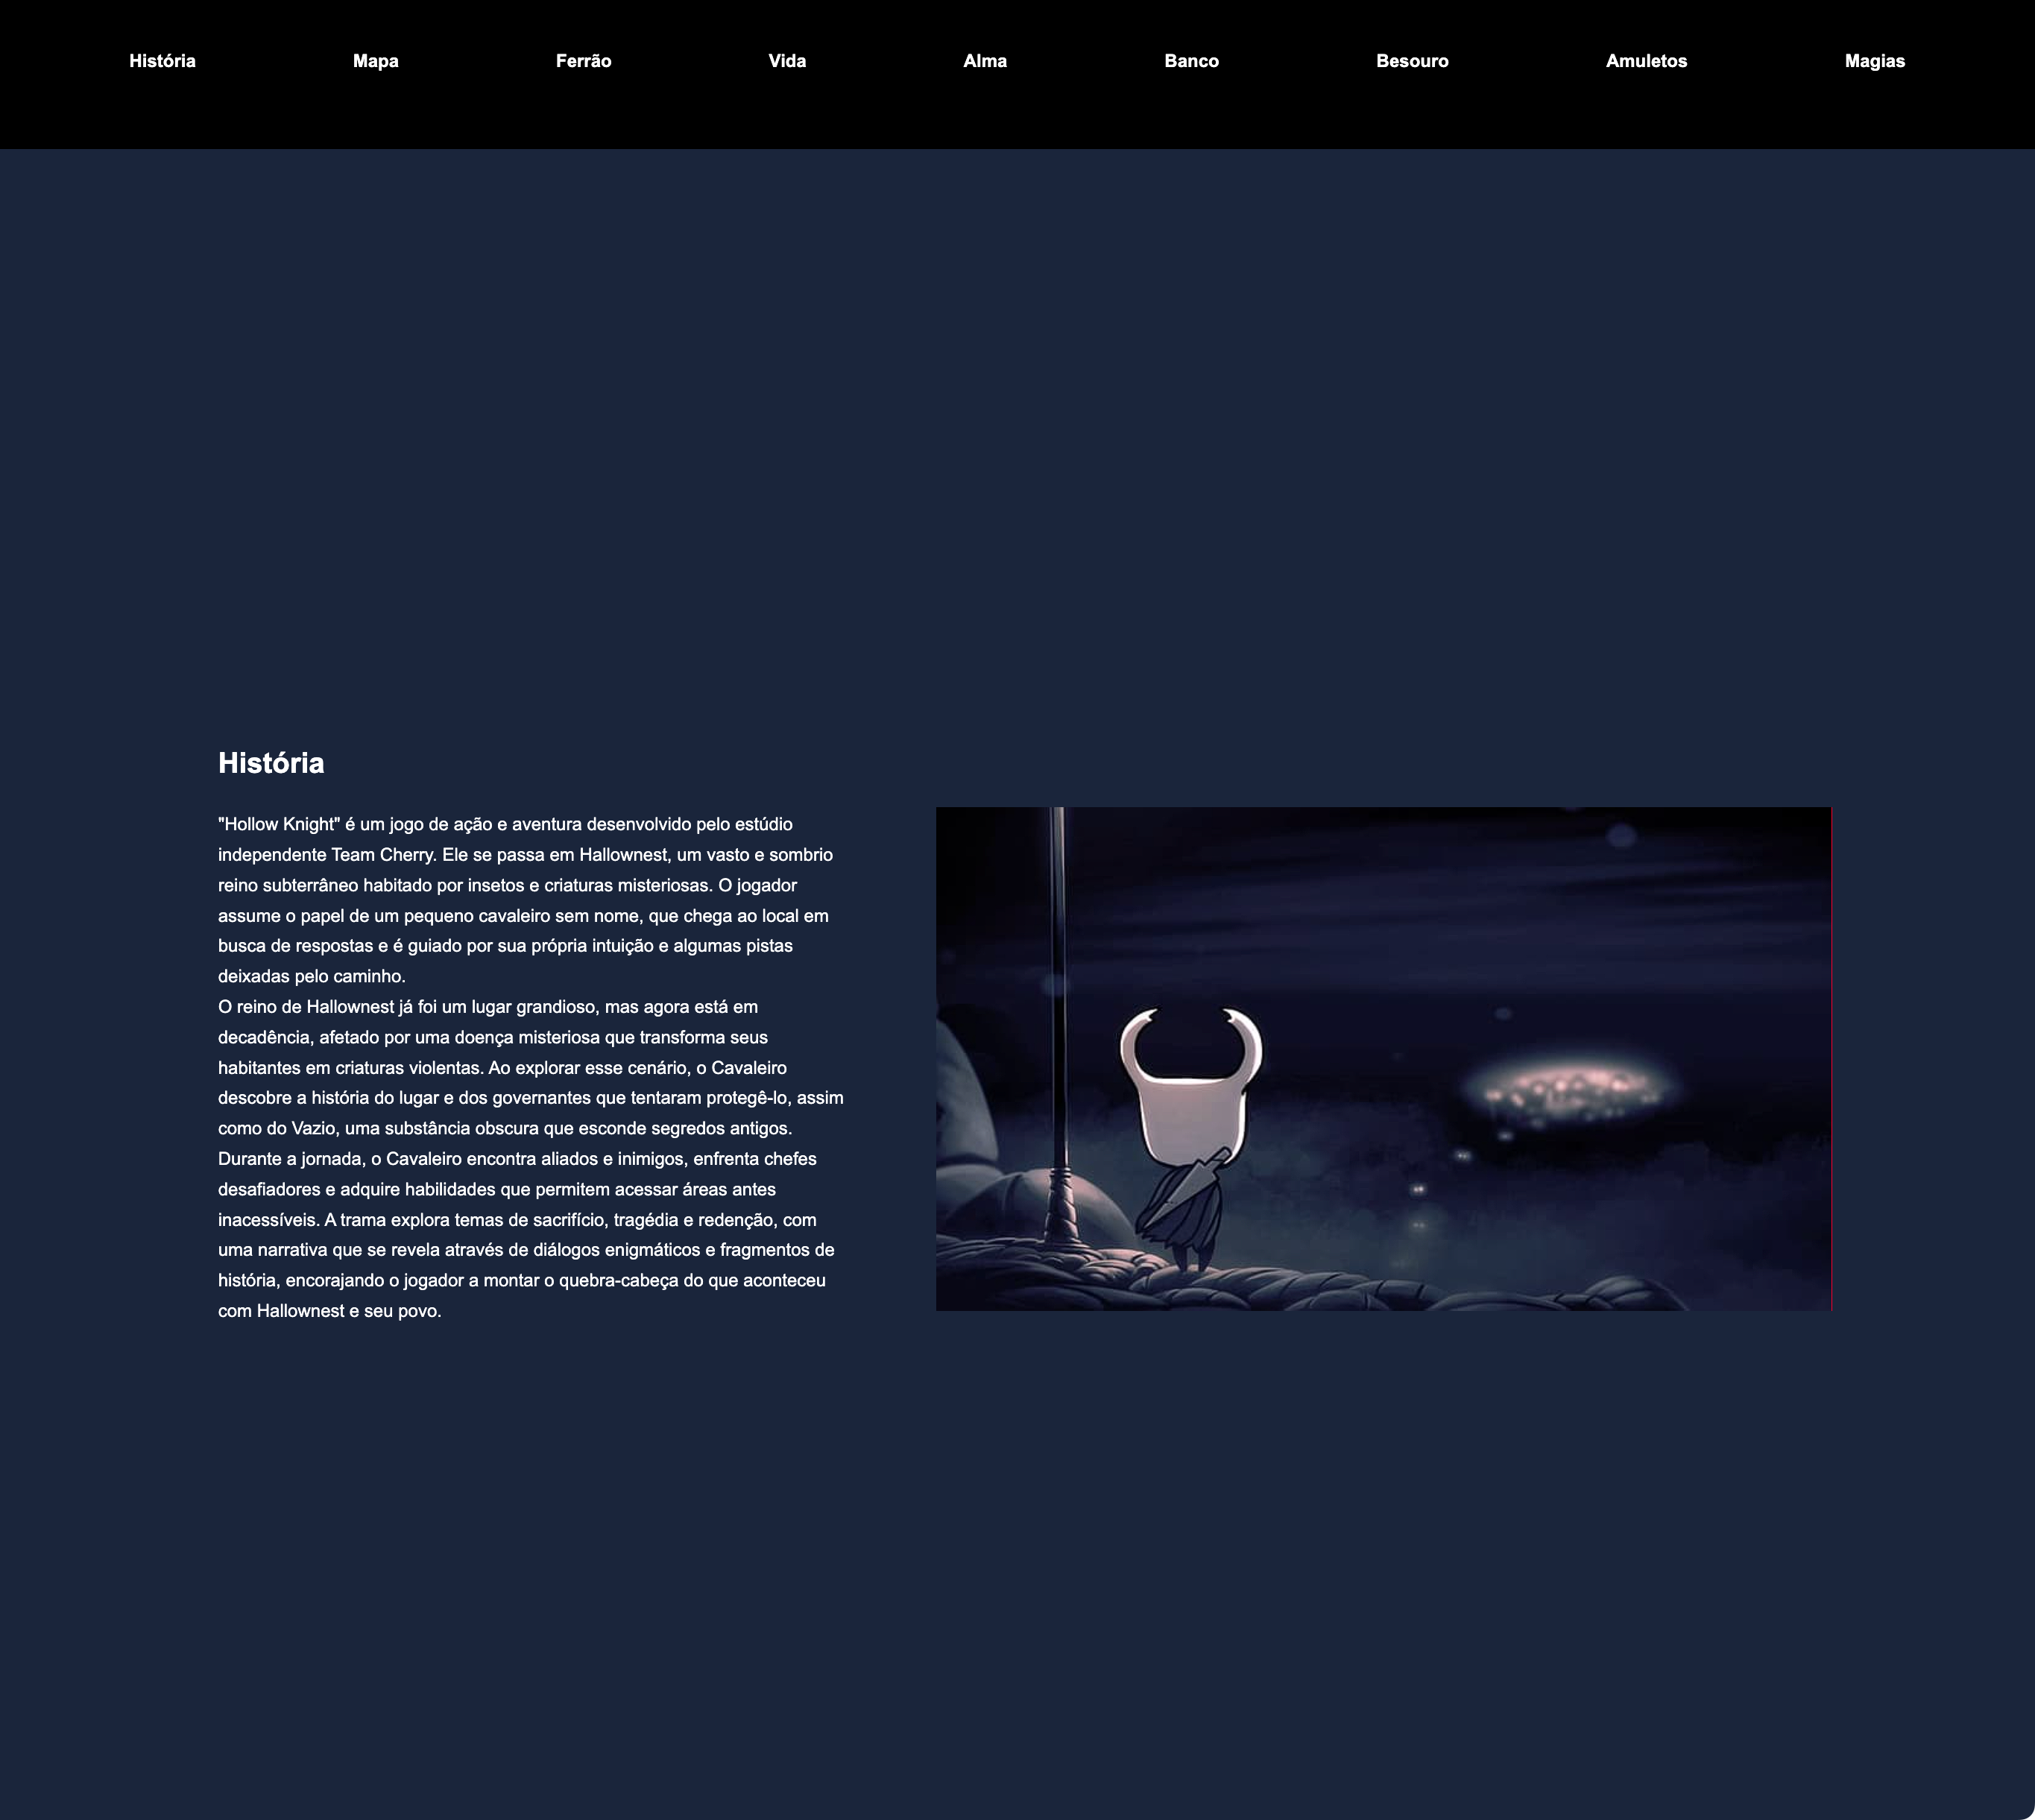 História Mapa Ferrão Vida Alma Banco Besouro Amuletos Magias
História
"Hollow Knight" é um jogo de ação e aventura desenvolvido pelo estúdio
independente Team Cherry. Ele se passa em Hallownest, um vasto e sombrio
reino subterrâneo habitado por insetos e criaturas misteriosas. O jogador
assume o papel de um pequeno cavaleiro sem nome, que chega ao local em
busca de respostas e é guiado por sua própria intuição e algumas pistas
deixadas pelo caminho.
O reino de Hallownest já foi um lugar grandioso, mas agora está em
decadência, afetado por uma doença misteriosa que transforma seus
habitantes em criaturas violentas. Ao explorar esse cenário, o Cavaleiro
descobre a história do lugar e dos governantes que tentaram protegê-lo, assim
como do Vazio, uma substância obscura que esconde segredos antigos.
Durante a jornada, o Cavaleiro encontra aliados e inimigos, enfrenta chefes
desafiadores e adquire habilidades que permitem acessar áreas antes
inacessíveis. A trama explora temas de sacrifício, tragédia e redenção, com
uma narrativa que se revela através de diálogos enigmáticos e fragmentos de
história, encorajando o jogador a montar o quebra-cabeça do que aconteceu
com Hallownest e seu povo.